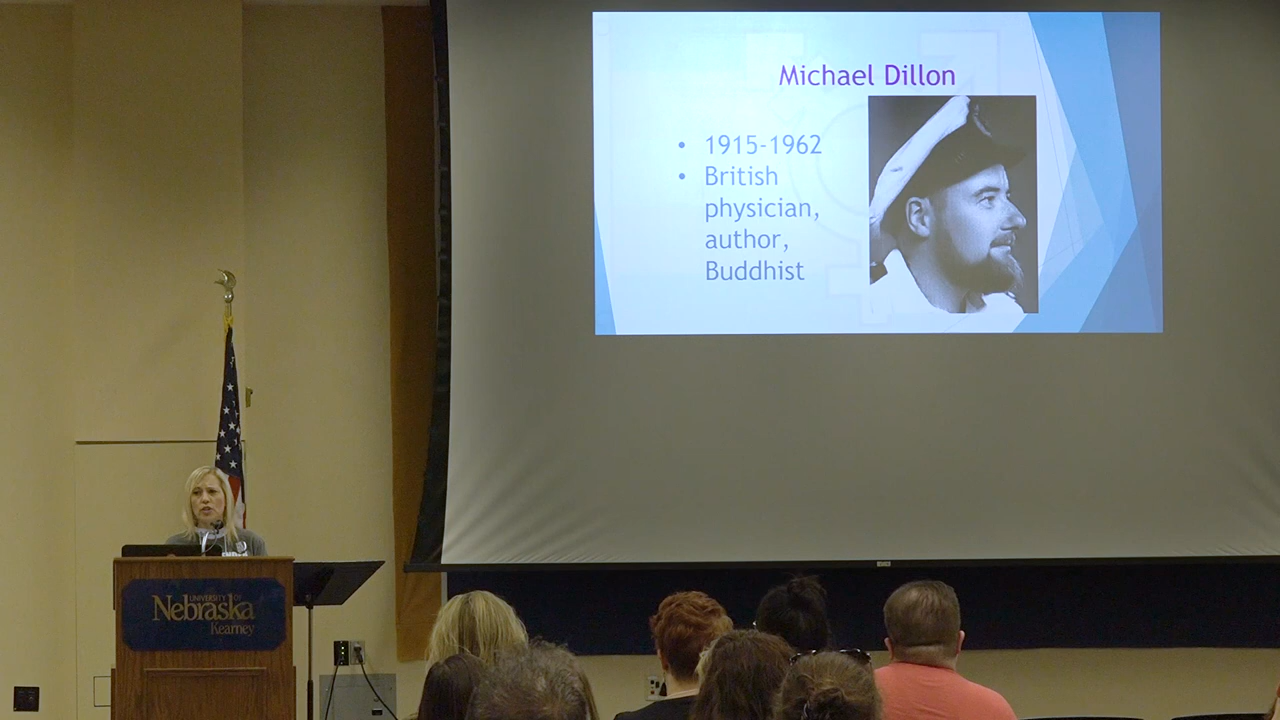 Michael Dillon
• 1915-1962
• British
physician,
author,
Buddhist
UNIVERSITY OF
Nebraska
Kearney